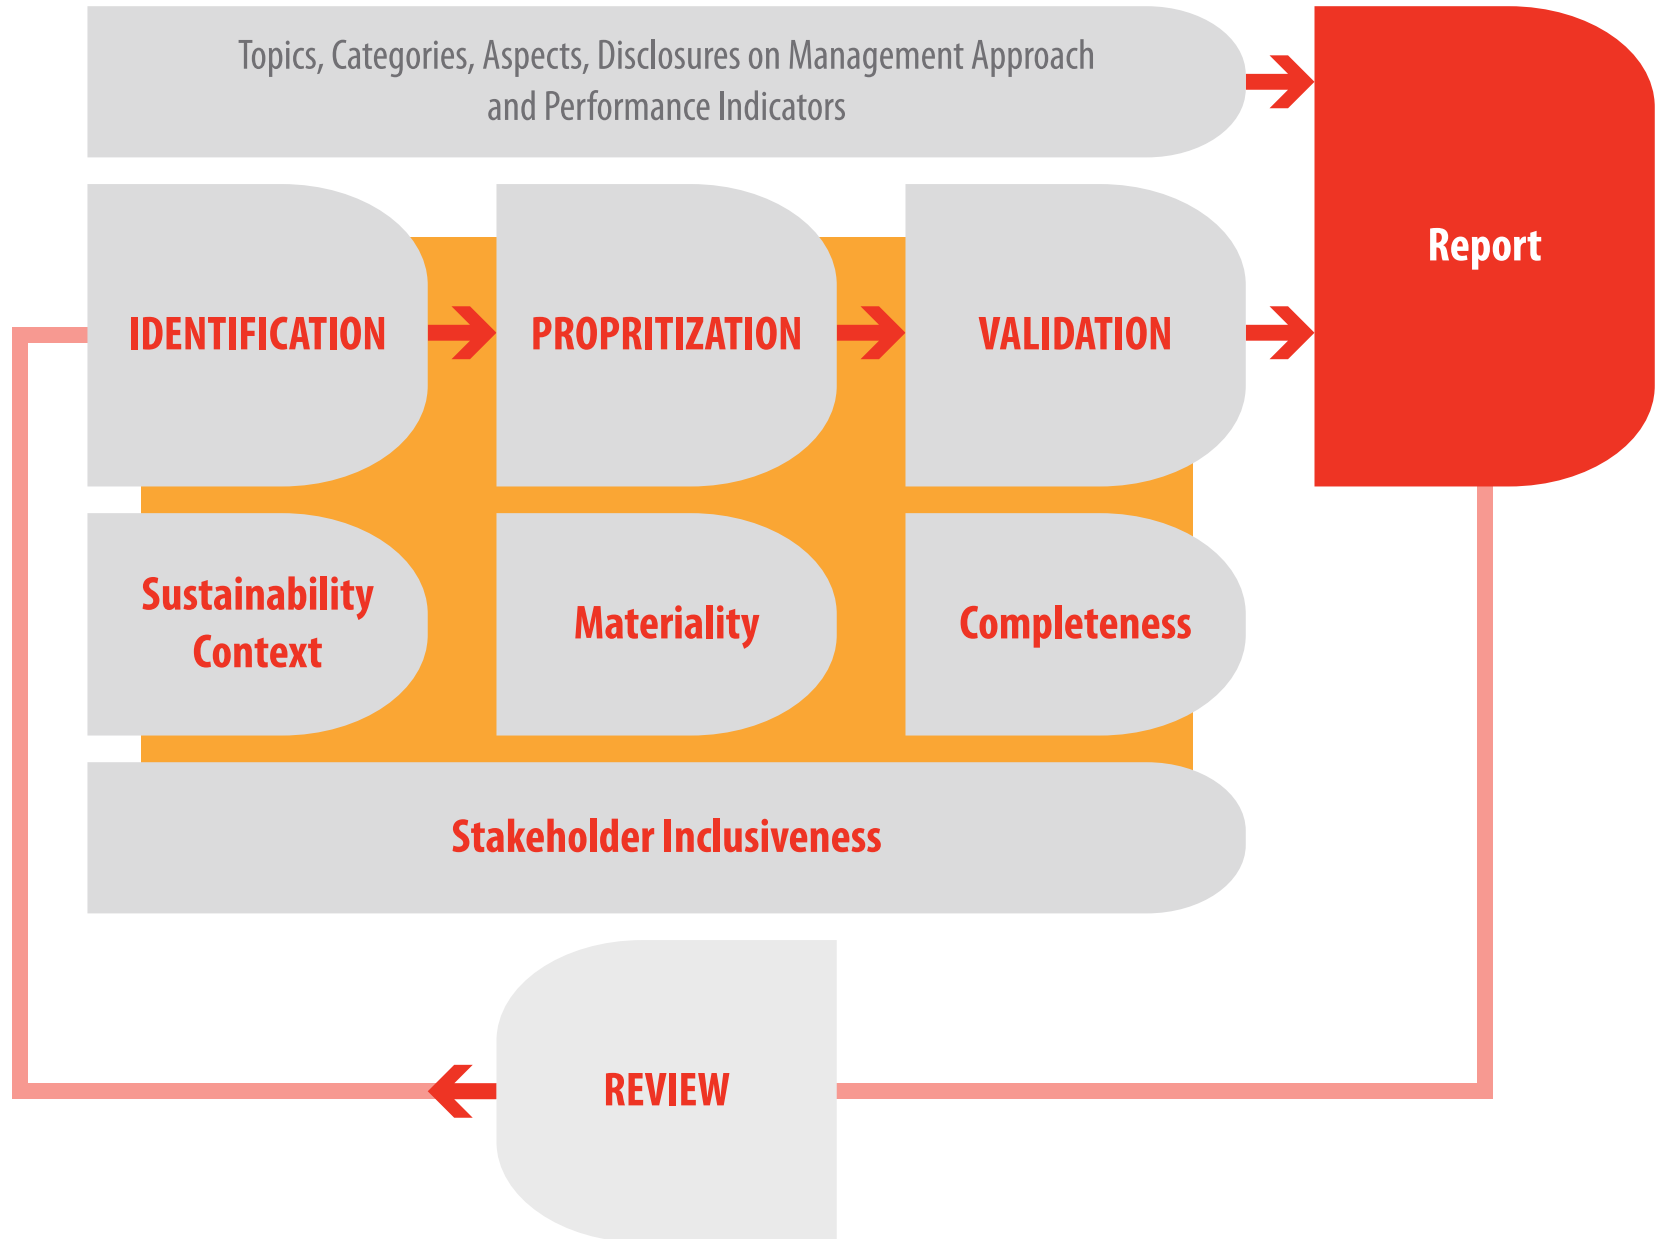 Topics, Categories, Aspects, Disclosures on Management Approach
and Performance Indicators
Report
IDENTIFICATION
PROPRITIZATION
VALIDATION
Sustainability
Context
Materiality
Completeness
Stakeholder Inclusiveness
REVIEW